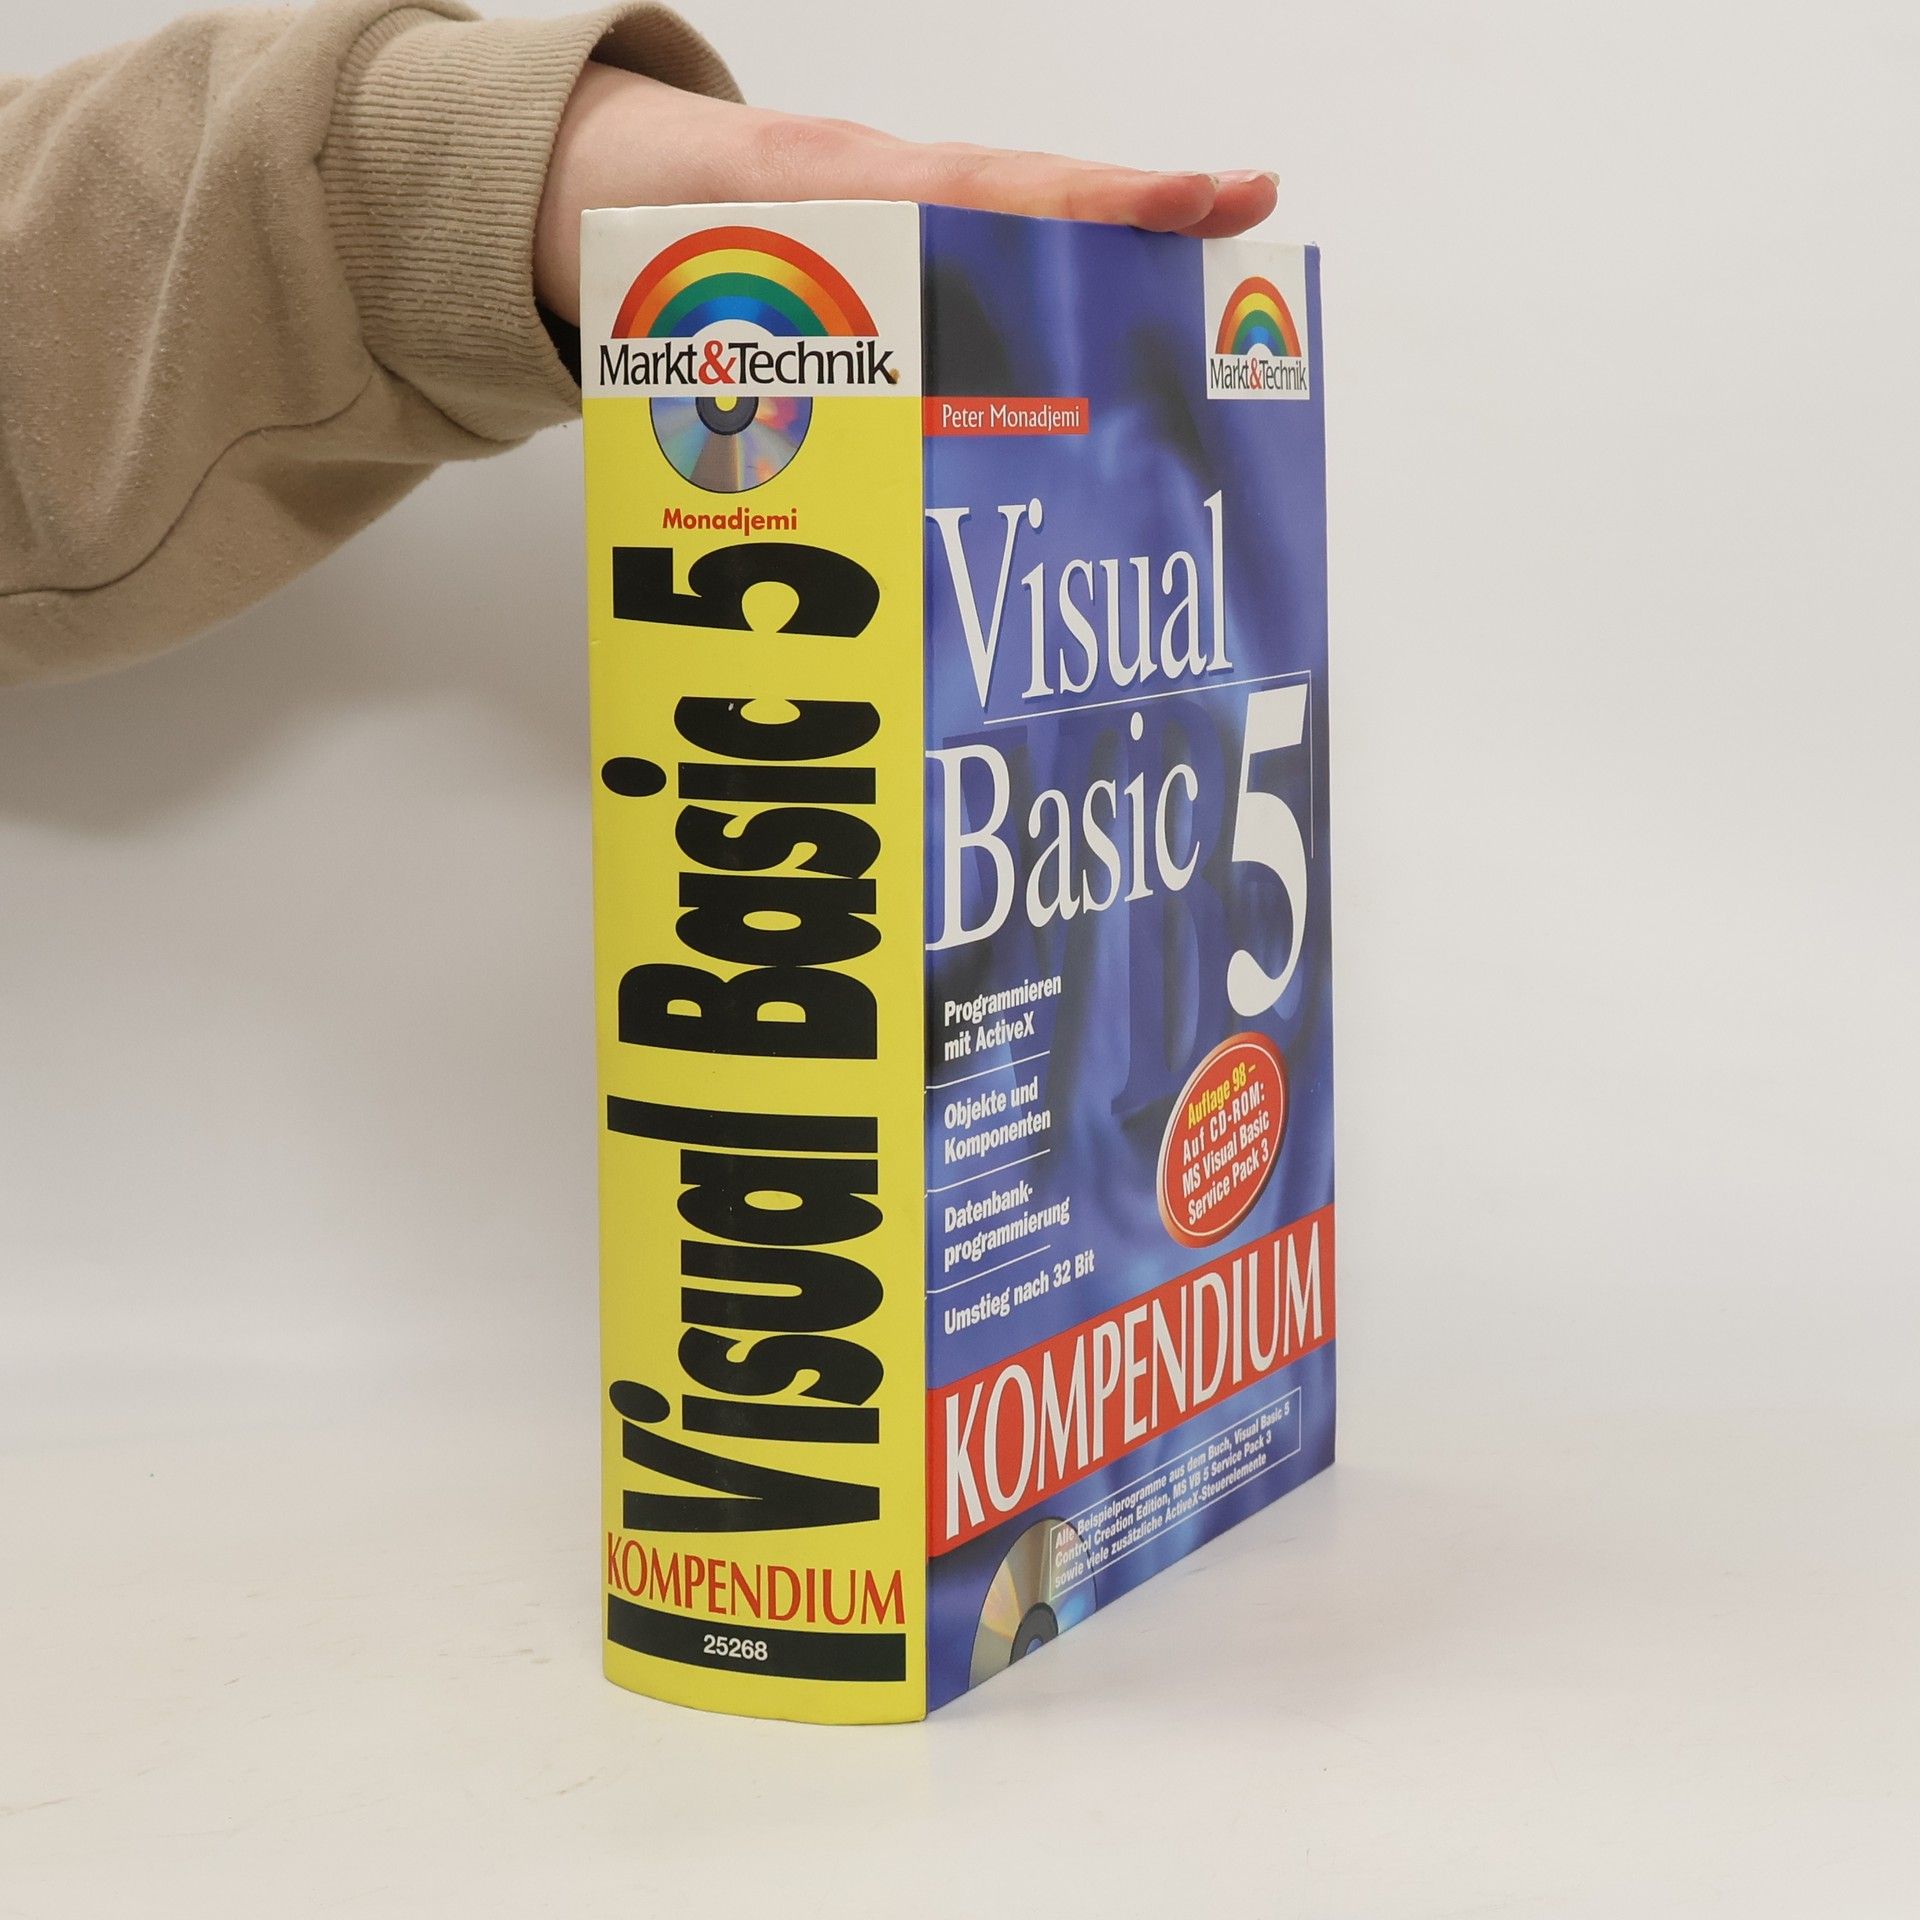 Markt&Technik
Monadjemi
Visual Basic 5
KOMPENDIUM
25268
Markt&Technik
Peter Monadjemi
Visual
Basic 5
Programmieren
mit ActiveX
Objekte und
Komponenten
Datenbank-
programmierung
Umstieg nach 32 Bit
Auflage 98 –
Auf CD-ROM:
MS Visual Basic
Service Pack 3
KOMPENDIUM
Alle Beispielprogramme aus dem Buch, Visual Basic 5
Control Creation Edition, MS VB 5 Service Pack 3
sowie viele zusätzliche ActiveX-Steuerelemente